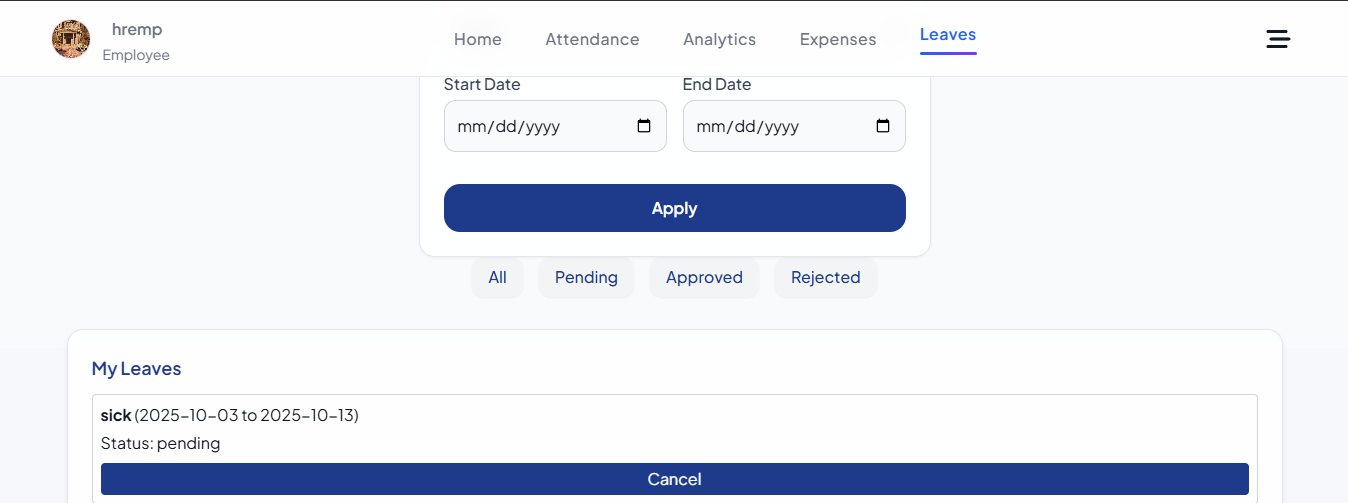 hremp
Employee
Home Attendance Analytics Expenses Leaves
Start Date End Date
mm/dd/yyyy mm/dd/yyyy
Apply
All Pending Approved Rejected
My Leaves
sick (2025-10-03 to 2025-10-13)
Status: pending
Cancel